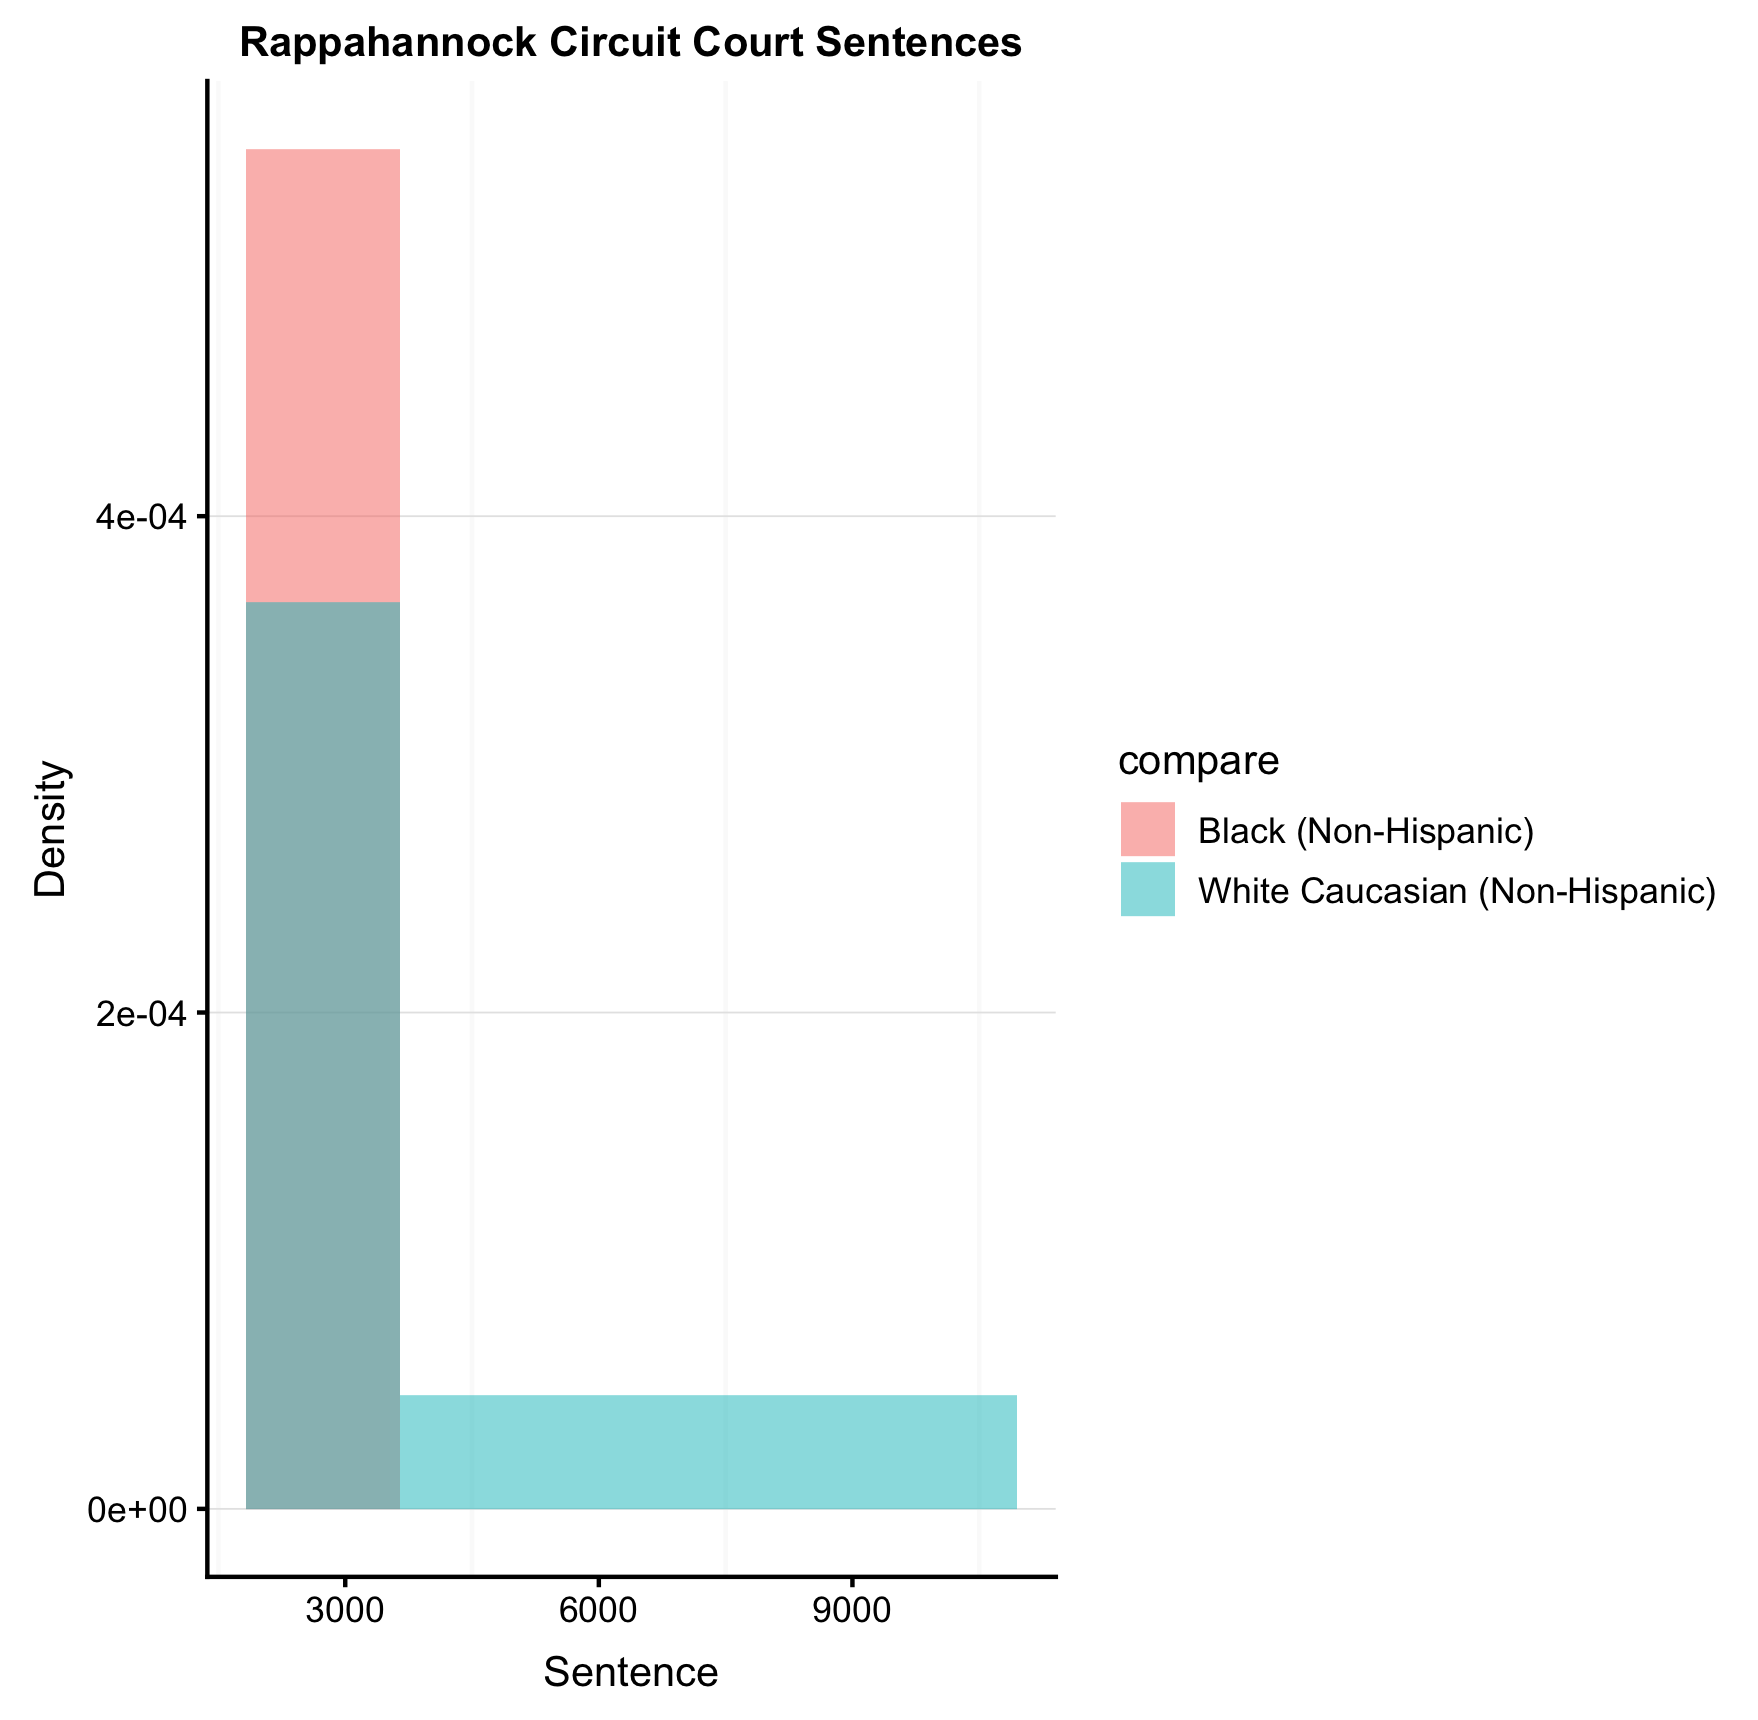 Rappahannock Circuit Court Sentences
Density
4e-04
2e-04
0e+00
3000 6000 9000
Sentence
compare
Black (Non-Hispanic)
White Caucasian (Non-Hispanic)